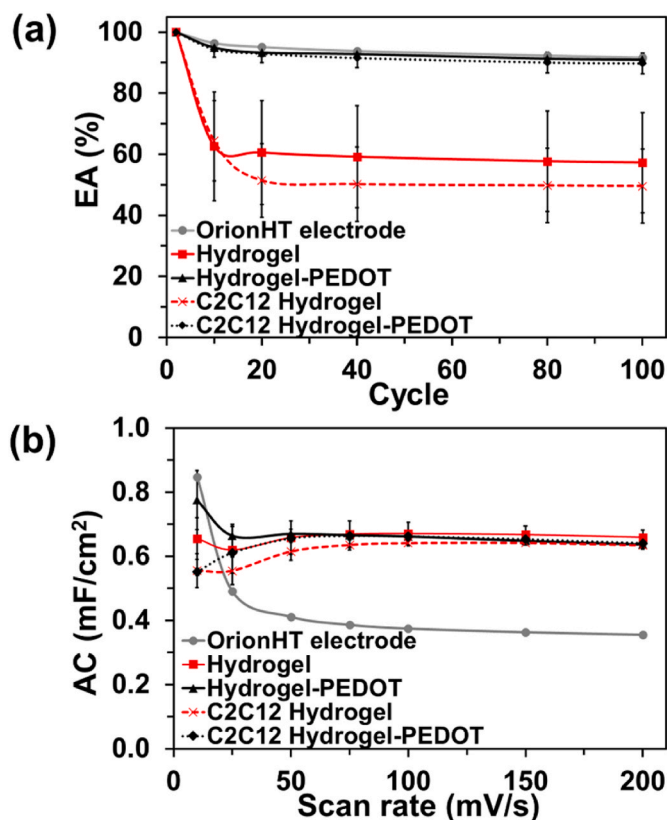 (a)
100
80
60
40
20
0
EA (%)
OrionHT electrode
Hydrogel
Hydrogel-PEDOT
C2C12 Hydrogel
C2C12 Hydrogel-PEDOT
0 20 40 60 80 100
Cycle
(b)
1.0
0.8
0.6
0.4
0.2
0.0
AC (mF/cm²)
OrionHT electrode
Hydrogel
Hydrogel-PEDOT
C2C12 Hydrogel
C2C12 Hydrogel-PEDOT
0 50 100 150 200
Scan rate (mV/s)